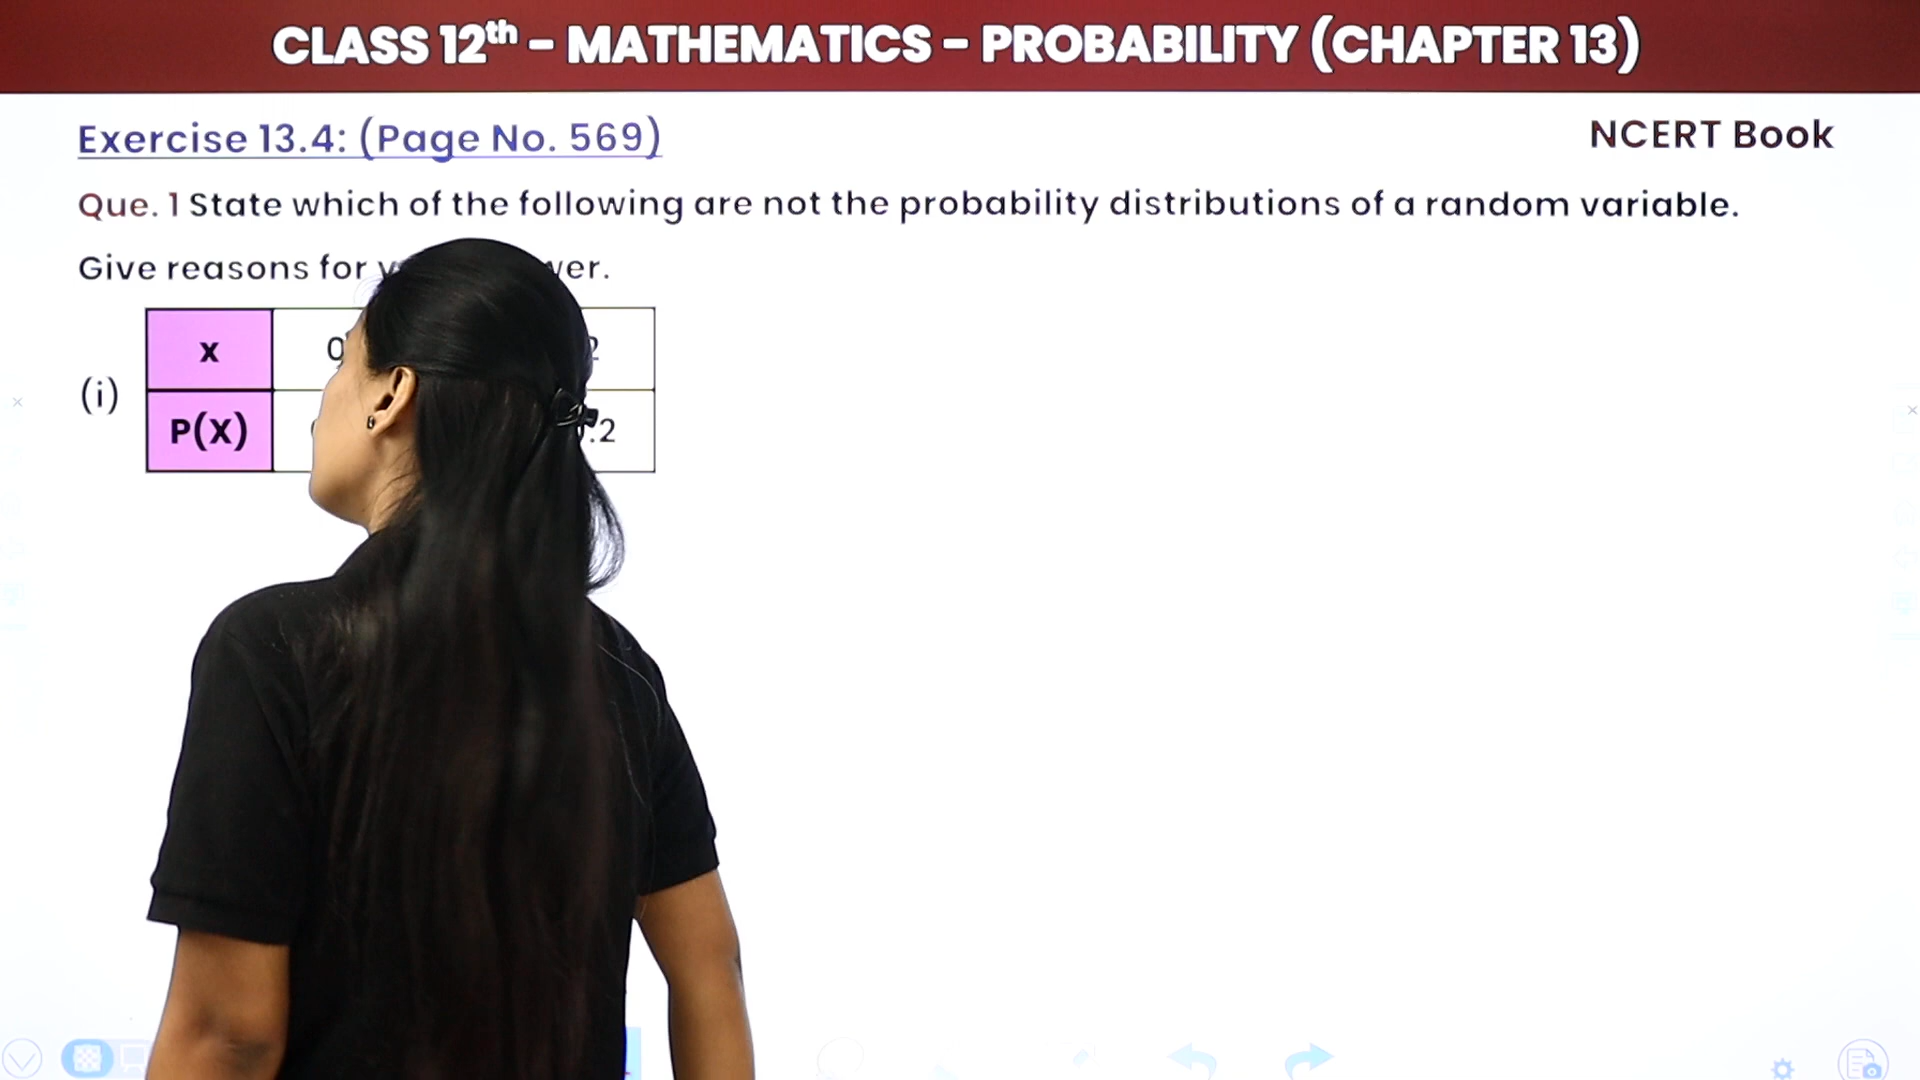 CLASS 12th - MATHEMATICS - PROBABILITY (CHAPTER 13)
Exercise 13.4: (Page No. 569)
NCERT Book
Que. 1 State which of the following are not the probability distributions of a random variable.
Give reasons for
(i)
x 0 2
P(X) .2